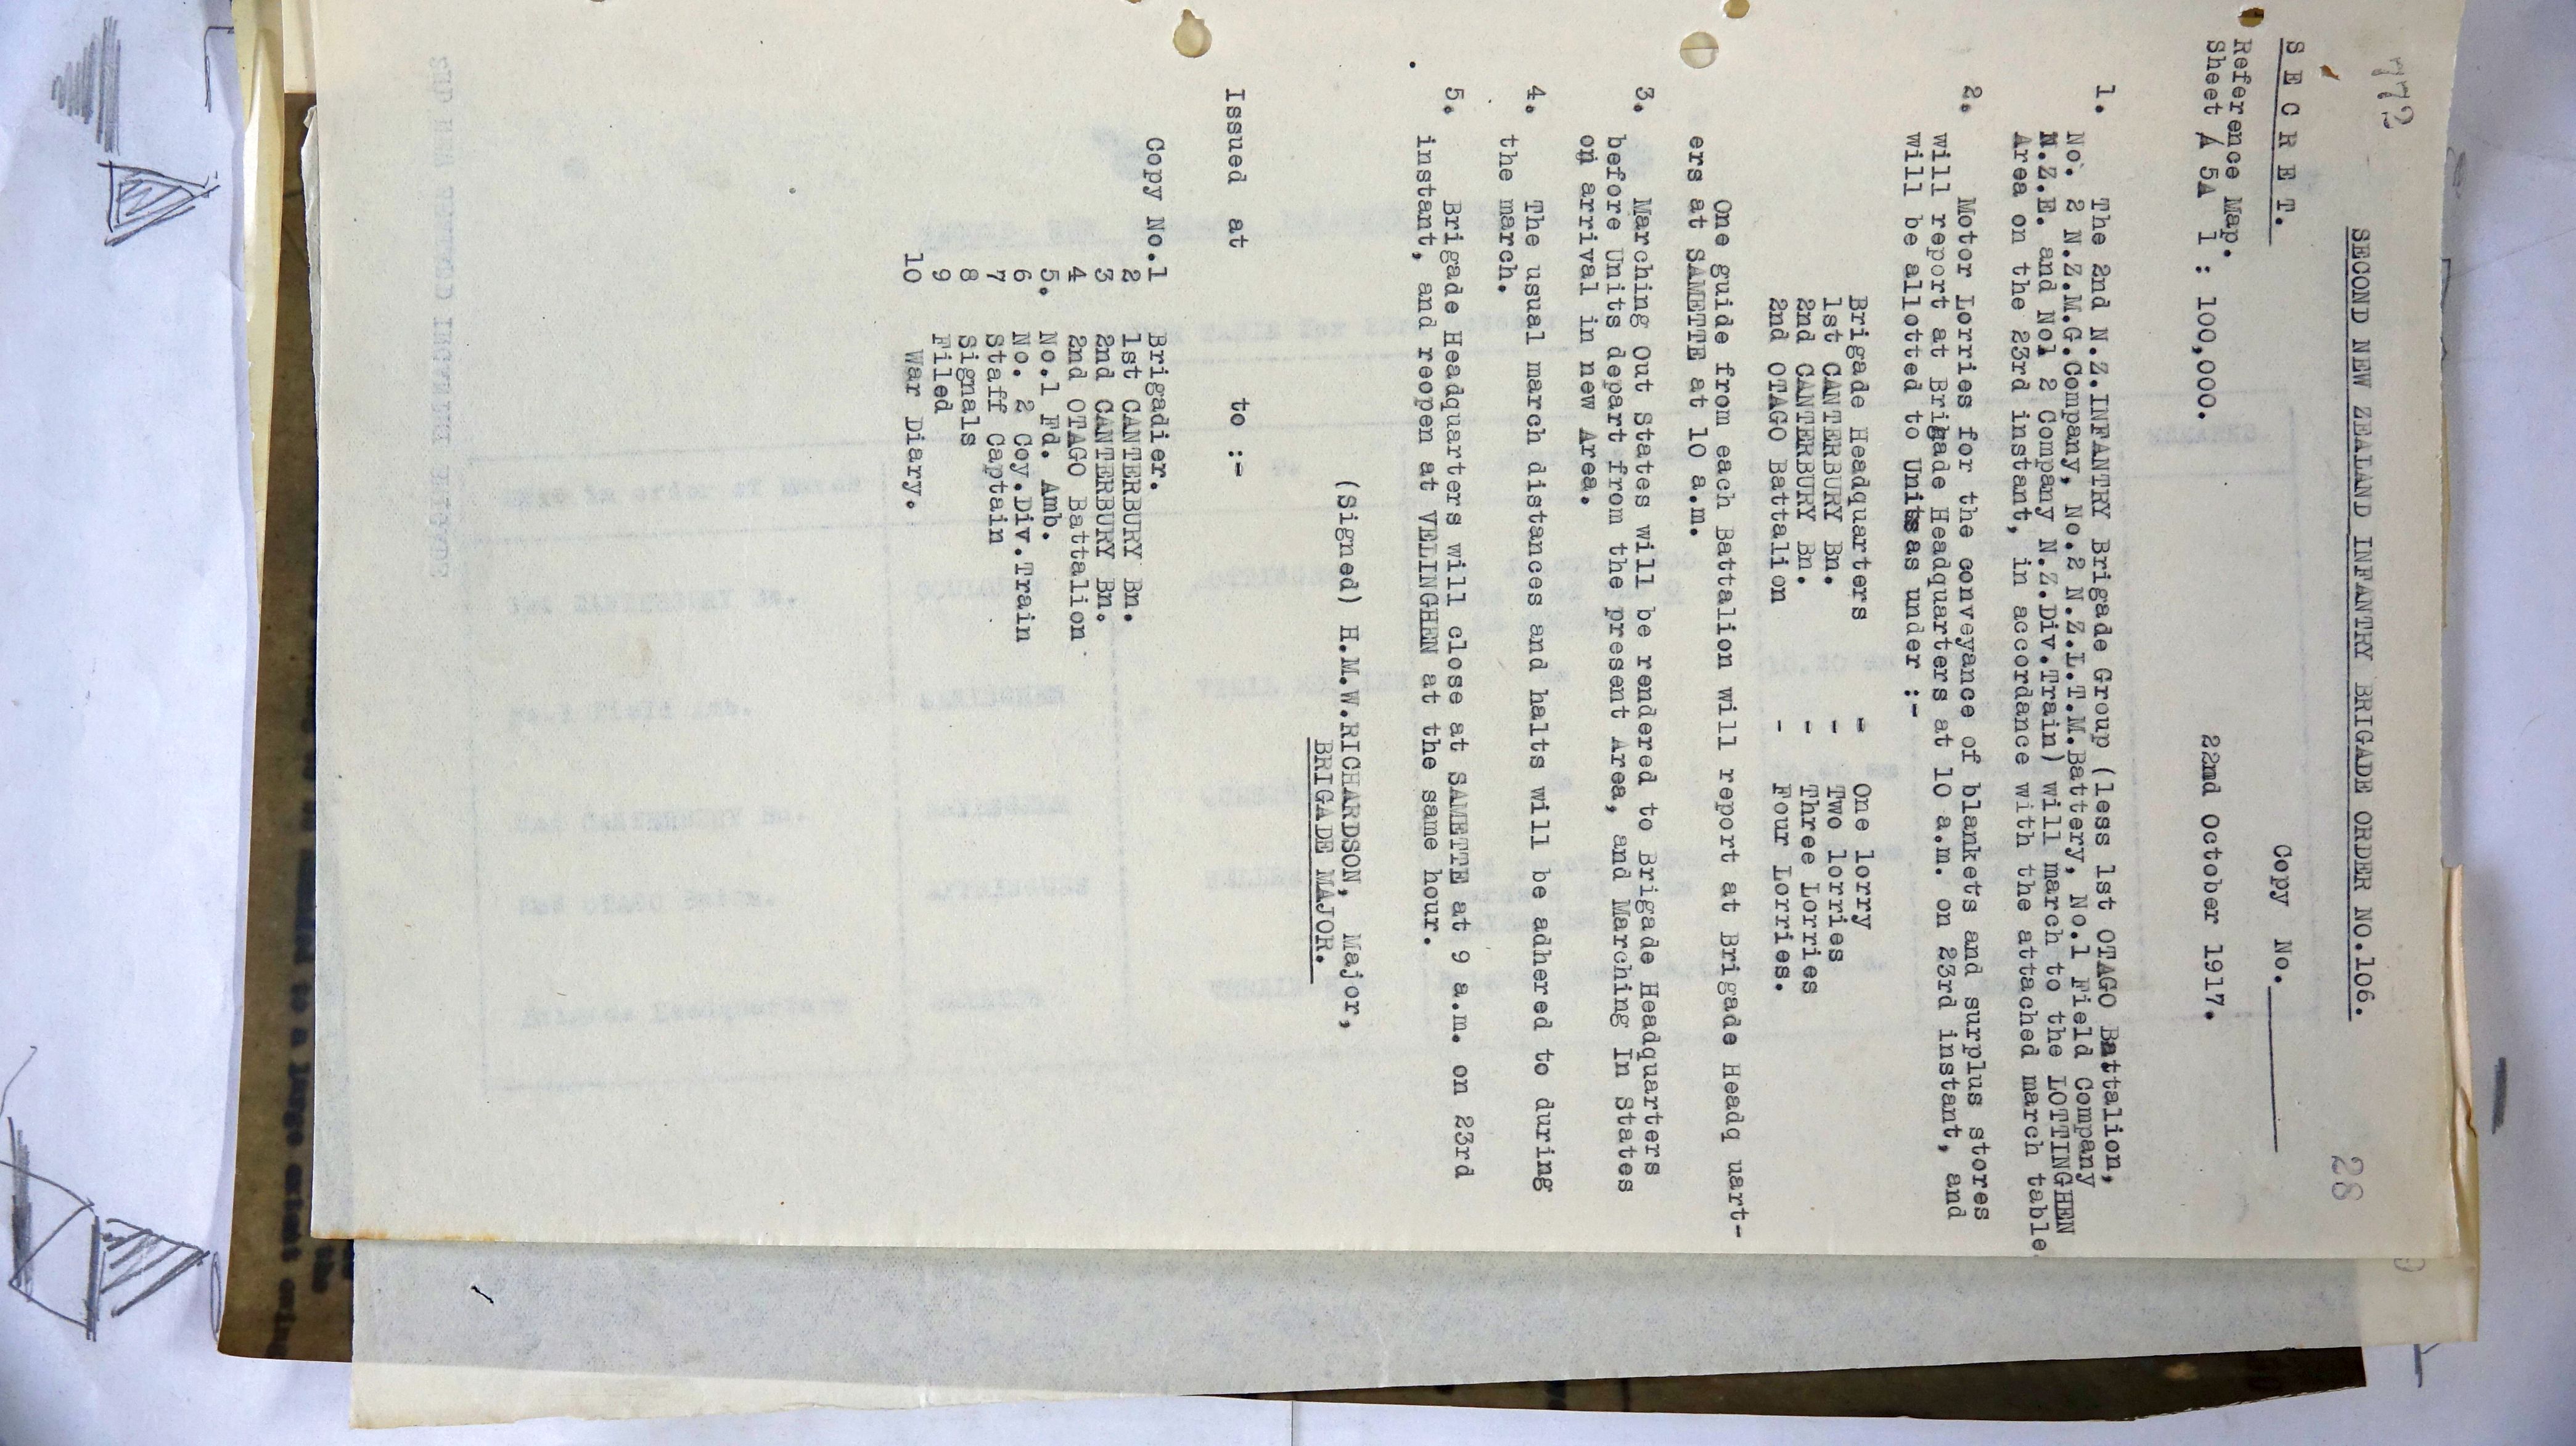 772
28
SECOND NEW ZEALAND INFANTRY BRIGADE ORDER NO.106.
S E C R E T.
Copy No.
Reference Map.
Sheet A 5A 1 : 100,000.
22nd October 1917.
1. The 2nd N.Z.INFANTRY Brigade Group (less 1st OTAGO Battalion,
No. 2 N.Z.M.G.Company, No.2 N.Z.L.T.M.Battery, No.1 Field Company
N.Z.E. and No1 2 Company N.Z.Div.Train) will march to the LOTTINGHEN
Area on the 23rd instant, in accordance with the attached march table
2. Motor Lorries for the conveyance of blankets and surplus stores
will report at Brigade Headquarters at 10 a.m. on 23rd instant, and
will be allotted to Units as under :-
Brigade Headquarters - One lorry
1st CANTERBURY Bn. - Two lorries
2nd CANTERBURY Bn. - Three Lorries
2nd OTAGO Battalion - Four Lorries.
One guide from each Battalion will report at Brigade Headq uart-
ers at SAMETTE at 10 a.m.
3. Marching Out States will be rendered to Brigade Headquarters
before Units depart from the present Area, and Marching In States
on arrival in new Area.
4. The usual march distances and halts will be adhered to during
the march.
5. Brigade Headquarters will close at SAMETTE at 9 a.m. on 23rd
instant, and reopen at VELINGHEN at the same hour.
(Signed) H.M.W.RICHARDSON, Major,
BRIGADE MAJOR.
Issued at to :-
Copy No.1 Brigadier.
2 1st CANTERBURY Bn.
3 2nd CANTERBURY Bn.
4 2nd OTAGO Battalion
5. No.1 Fd. Amb.
6 No. 2 Coy.Div.Train
7 Staff Captain
8 Signals
9 Filed
10 War Diary.